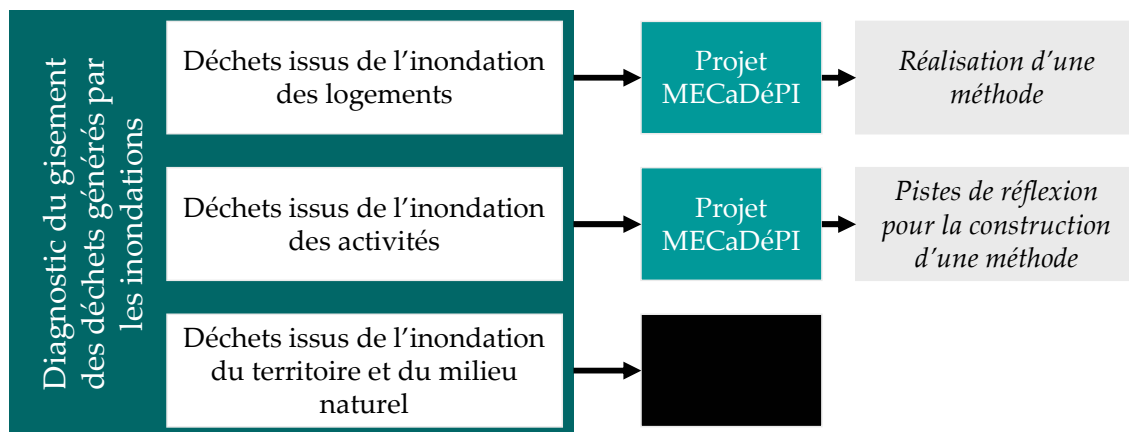 Diagnostic du gisement
des déchets générés par
les inondations
Déchets issus de l’inondation
des logements
Projet
MECaDéPI
Réalisation d’une
méthode
Déchets issus de l’inondation
des activités
Projet
MECaDéPI
Pistes de réflexion
pour la construction
d’une méthode
Déchets issus de l’inondation
du territoire et du milieu
naturel